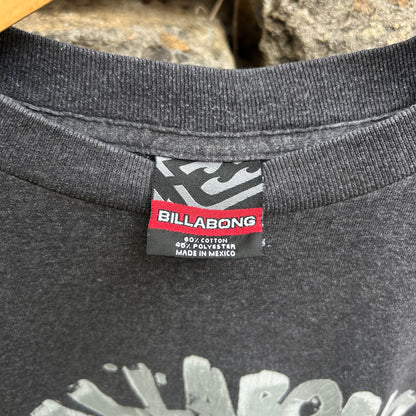 BILLABONG
60% COTTON
40% POLYESTER
MADE IN MEXICO